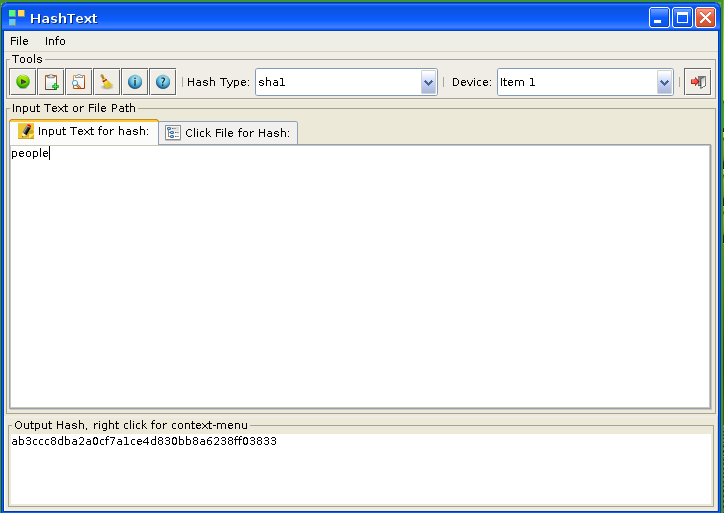 HashText
File Info
Tools
Hash Type: sha1 Device: Item 1
Input Text or File Path
Input Text for hash: Click File for Hash:
people
Output Hash, right click for context-menu
ab3ccc8dba2a0cf7a1ce4d830bb8a6238ff03833